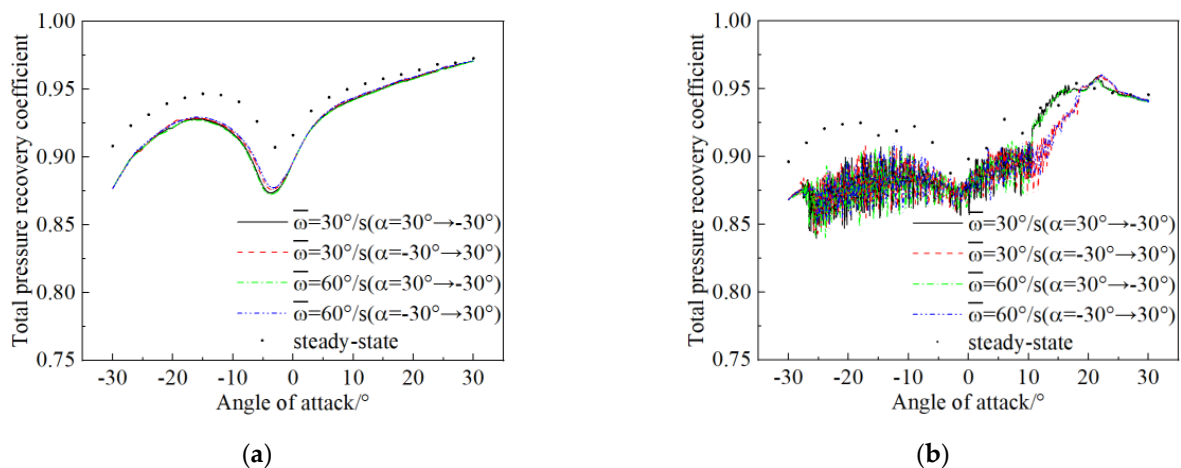 1.00
0.95
0.90
0.85
0.80
0.75
Total pressure recovery coefficient
ω̅=30°/s(α=30°→-30°)
ω̅=30°/s(α=-30°→30°)
ω̅=60°/s(α=30°→-30°)
ω̅=60°/s(α=-30°→30°)
steady-state
-30 -20 -10 0 10 20 30
Angle of attack/°
(a)
1.00
0.95
0.90
0.85
0.80
0.75
Total pressure recovery coefficient
ω̅=30°/s(α=30°→-30°)
ω̅=30°/s(α=-30°→30°)
ω̅=60°/s(α=30°→-30°)
ω̅=60°/s(α=-30°→30°)
steady-state
-30 -20 -10 0 10 20 30
Angle of attack/°
(b)